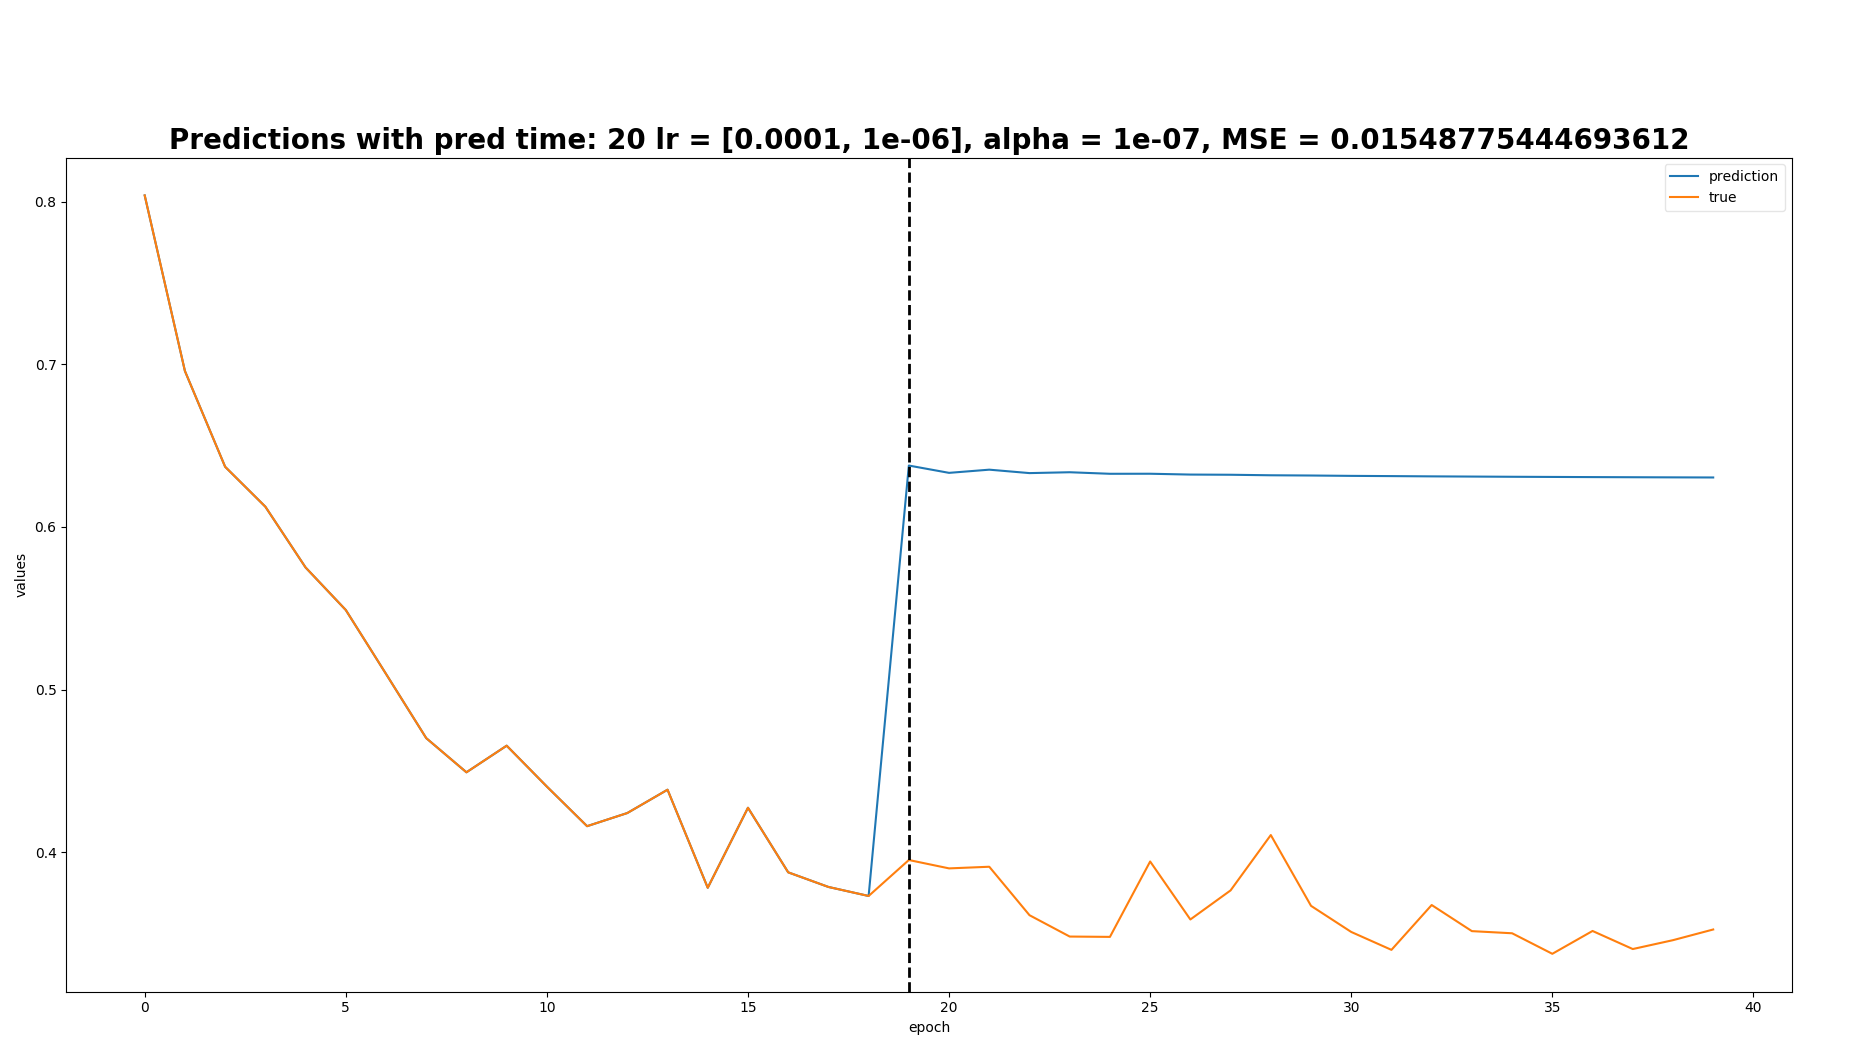 Predictions with pred time: 20 lr = [0.0001, 1e-06], alpha = 1e-07, MSE = 0.01548775444693612
prediction
true
0.8
0.7
0.6
0.5
0.4
values
0 5 10 15 20 25 30 35 40
epoch